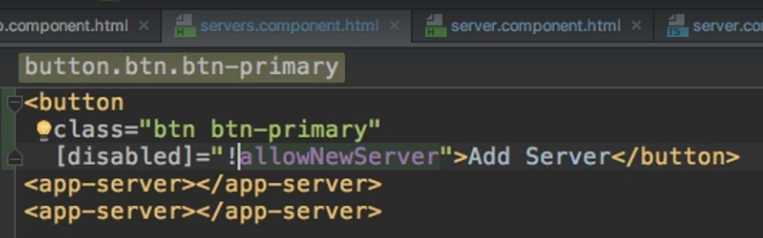 p.component.html servers.component.html server.component.html server.co
button.btn.btn-primary
<button
class="btn btn-primary"
[disabled]="!allowNewServer">Add Server</button>
<app-server></app-server>
<app-server></app-server>